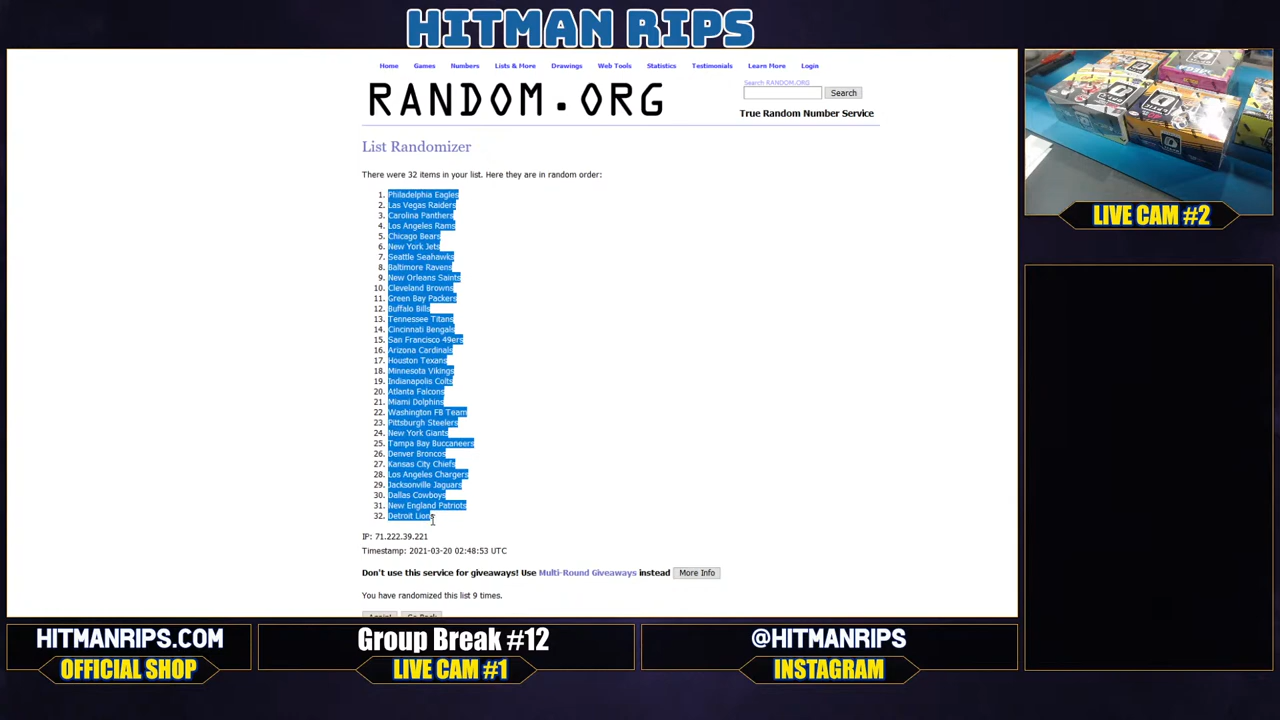 HITMAN RIPS
Home Games Numbers Lists & More Drawings Web Tools Statistics Testimonials Learn More Login
RANDOM.ORG
Search RANDOM.ORG
Search
True Random Number Service
List Randomizer
There were 32 items in your list. Here they are in random order:
1. Philadelphia Eagles
2. Las Vegas Raiders
3. Carolina Panthers
4. Los Angeles Rams
5. Chicago Bears
6. New York Jets
7. Seattle Seahawks
8. Baltimore Ravens
9. New Orleans Saints
10. Cleveland Browns
11. Green Bay Packers
12. Buffalo Bills
13. Tennessee Titans
14. Cincinnati Bengals
15. San Francisco 49ers
16. Arizona Cardinals
17. Houston Texans
18. Minnesota Vikings
19. Indianapolis Colts
20. Atlanta Falcons
21. Miami Dolphins
22. Washington FB Team
23. Pittsburgh Steelers
24. New York Giants
25. Tampa Bay Buccaneers
26. Denver Broncos
27. Kansas City Chiefs
28. Los Angeles Chargers
29. Jacksonville Jaguars
30. Dallas Cowboys
31. New England Patriots
32. Detroit Lions
IP: 71.222.39.221
Timestamp: 2021-03-20 02:48:53 UTC
Don't use this service for giveaways! Use Multi-Round Giveaways instead More Info
You have randomized this list 9 times.
Again! Go Back
LIVE CAM #2
HITMANRIPS.COM
OFFICIAL SHOP
Group Break #12
LIVE CAM #1
@HITMANRIPS
INSTAGRAM